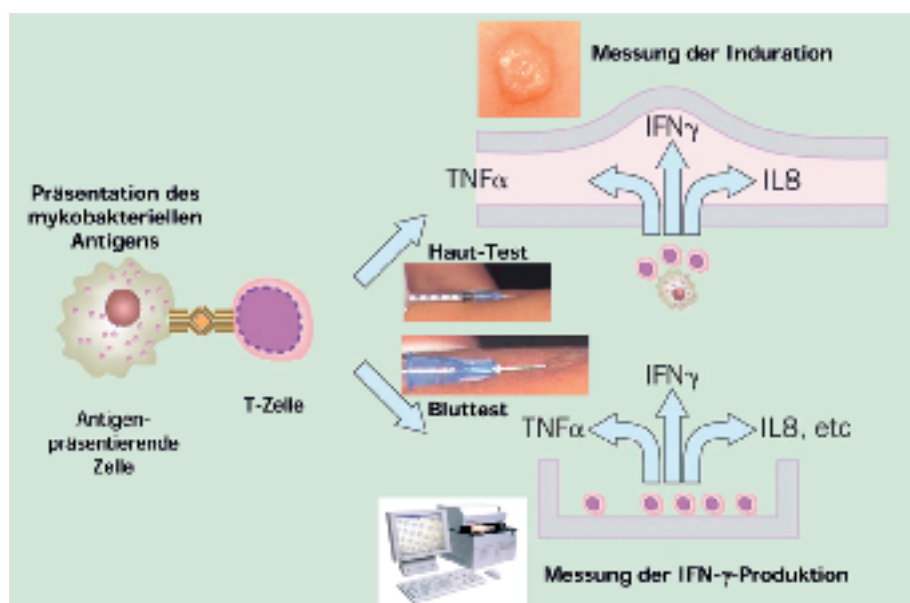 Messung der Induration
IFNγ
TNFα
IL8
Präsentation des
mykobakteriellen
Antigens
Haut-Test
T-Zelle
Antigen-
präsentierende
Zelle
Bluttest
IFNγ
TNFα
IL8, etc
Messung der IFN-γ-Produktion